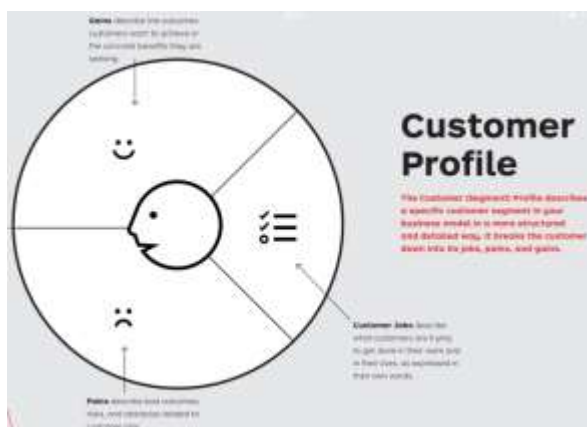 Gains describe the outcomes
customers want to achieve or
the concrete benefits they are
seeking.
Customer
Profile
The Customer (Segment) Profile describes
a specific customer segment in your
business model in a more structured
and detailed way. It breaks the customer
down into its jobs, pains, and gains.
Customer Jobs describe
what customers are trying
to get done in their work and
in their lives, as expressed in
their own words.
Pains describe bad outcomes,
risks, and obstacles related to
customer jobs.